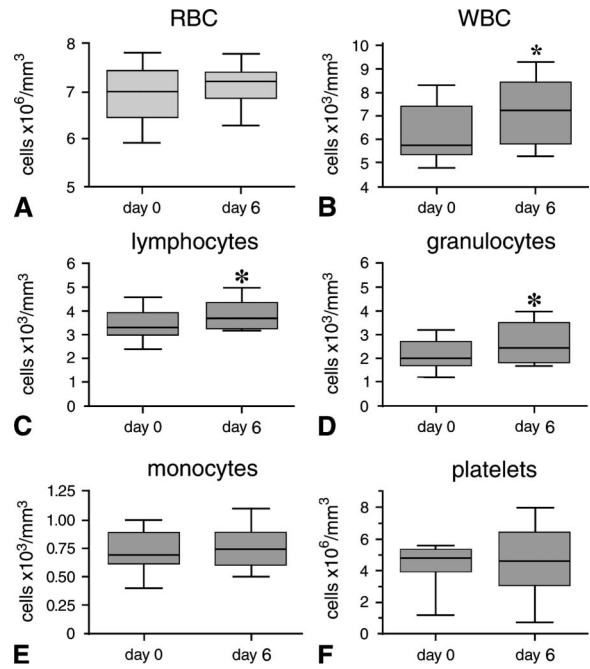 RBC
cells x10⁶/mm³
8
7
6
5
day 0 day 6
A
WBC
cells x10³/mm³
10
9
8
7
6
5
4
*
day 0 day 6
B
lymphocytes
cells x10³/mm³
6
5
4
3
2
1
0
*
day 0 day 6
C
granulocytes
cells x10³/mm³
6
5
4
3
2
1
0
*
day 0 day 6
D
monocytes
cells x10³/mm³
1.25
1.00
0.75
0.50
0.25
0
day 0 day 6
E
platelets
cells x10⁶/mm³
8
6
4
2
0
day 0 day 6
F